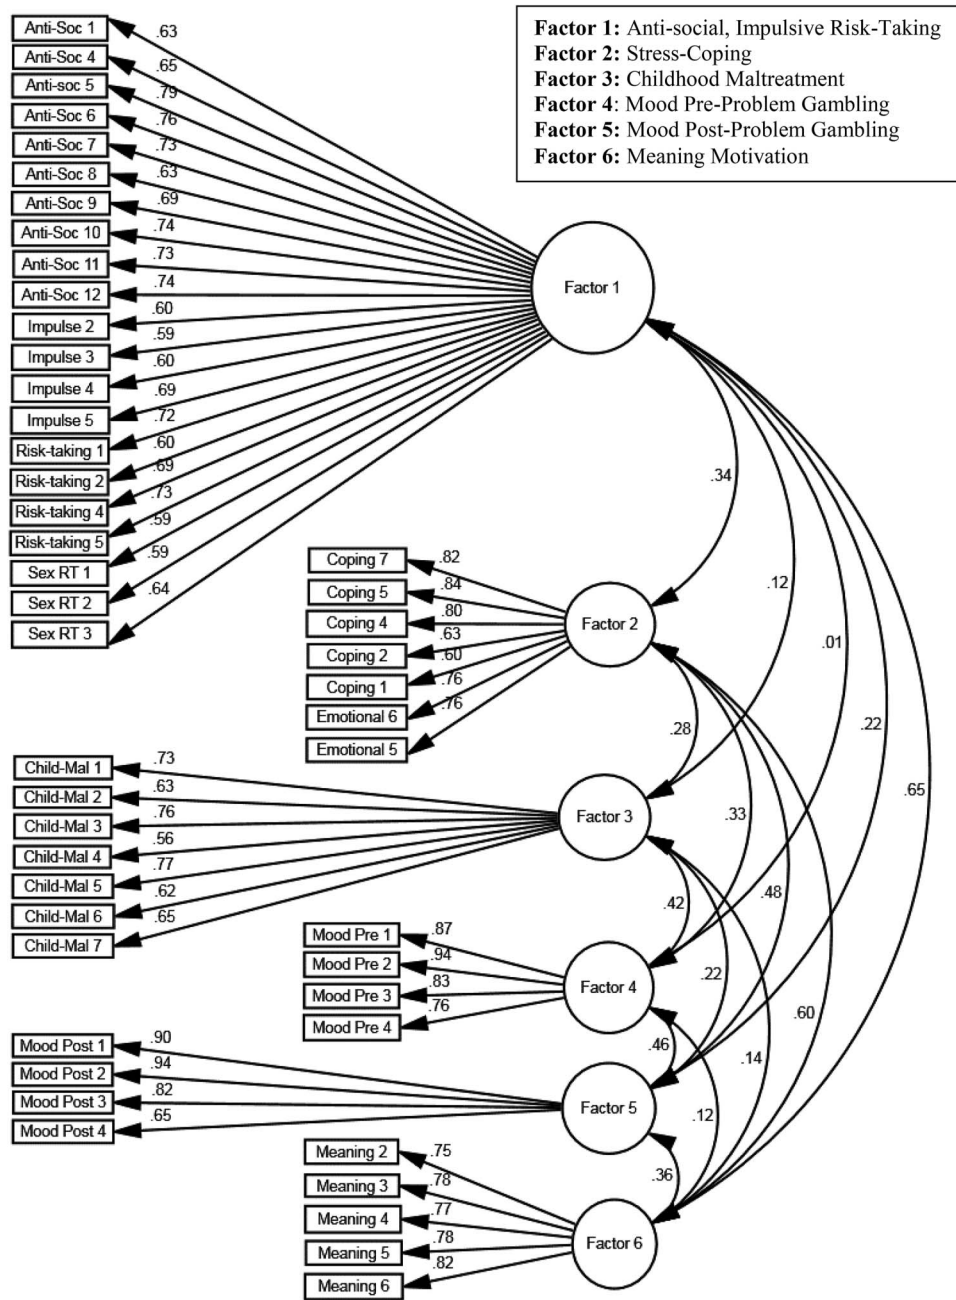 Factor 1: Anti-social, Impulsive Risk-Taking
Factor 2: Stress-Coping
Factor 3: Childhood Maltreatment
Factor 4: Mood Pre-Problem Gambling
Factor 5: Mood Post-Problem Gambling
Factor 6: Meaning Motivation
Anti-Soc 1
.63
Anti-Soc 4
.65
Anti-soc 5
.79
Anti-Soc 6
.76
Anti-Soc 7
.73
Anti-Soc 8
.63
Anti-Soc 9
.69
Anti-Soc 10
.74
Anti-Soc 11
.73
Anti-Soc 12
.74
Impulse 2
.60
Impulse 3
.59
Impulse 4
.60
Impulse 5
.69
Risk-taking 1
.72
Risk-taking 2
.60
Risk-taking 4
.69
Risk-taking 5
.73
Sex RT 1
.59
Sex RT 2
.59
Sex RT 3
.64
Factor 1
.34
.12
.01
.22
.65
Coping 7
.82
Coping 5
.84
Coping 4
.80
Coping 2
.63
Coping 1
.60
Emotional 6
.76
Emotional 5
.76
Factor 2
.28
.33
.48
.60
Child-Mal 1
.73
Child-Mal 2
.63
Child-Mal 3
.76
Child-Mal 4
.56
Child-Mal 5
.77
Child-Mal 6
.62
Child-Mal 7
.65
Factor 3
.42
.22
.14
Mood Pre 1
.87
Mood Pre 2
.94
Mood Pre 3
.83
Mood Pre 4
.76
Factor 4
.46
.12
Mood Post 1
.90
Mood Post 2
.94
Mood Post 3
.82
Mood Post 4
.65
Factor 5
.36
Meaning 2
.75
Meaning 3
.78
Meaning 4
.77
Meaning 5
.78
Meaning 6
.82
Factor 6